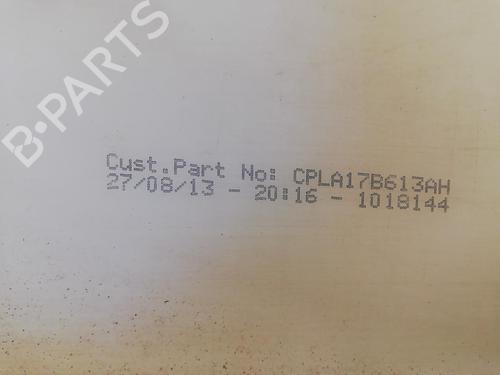 B-PARTS
Cust.Part No: CPLA17B613AH
27/08/13 - 20:16 - 1018144